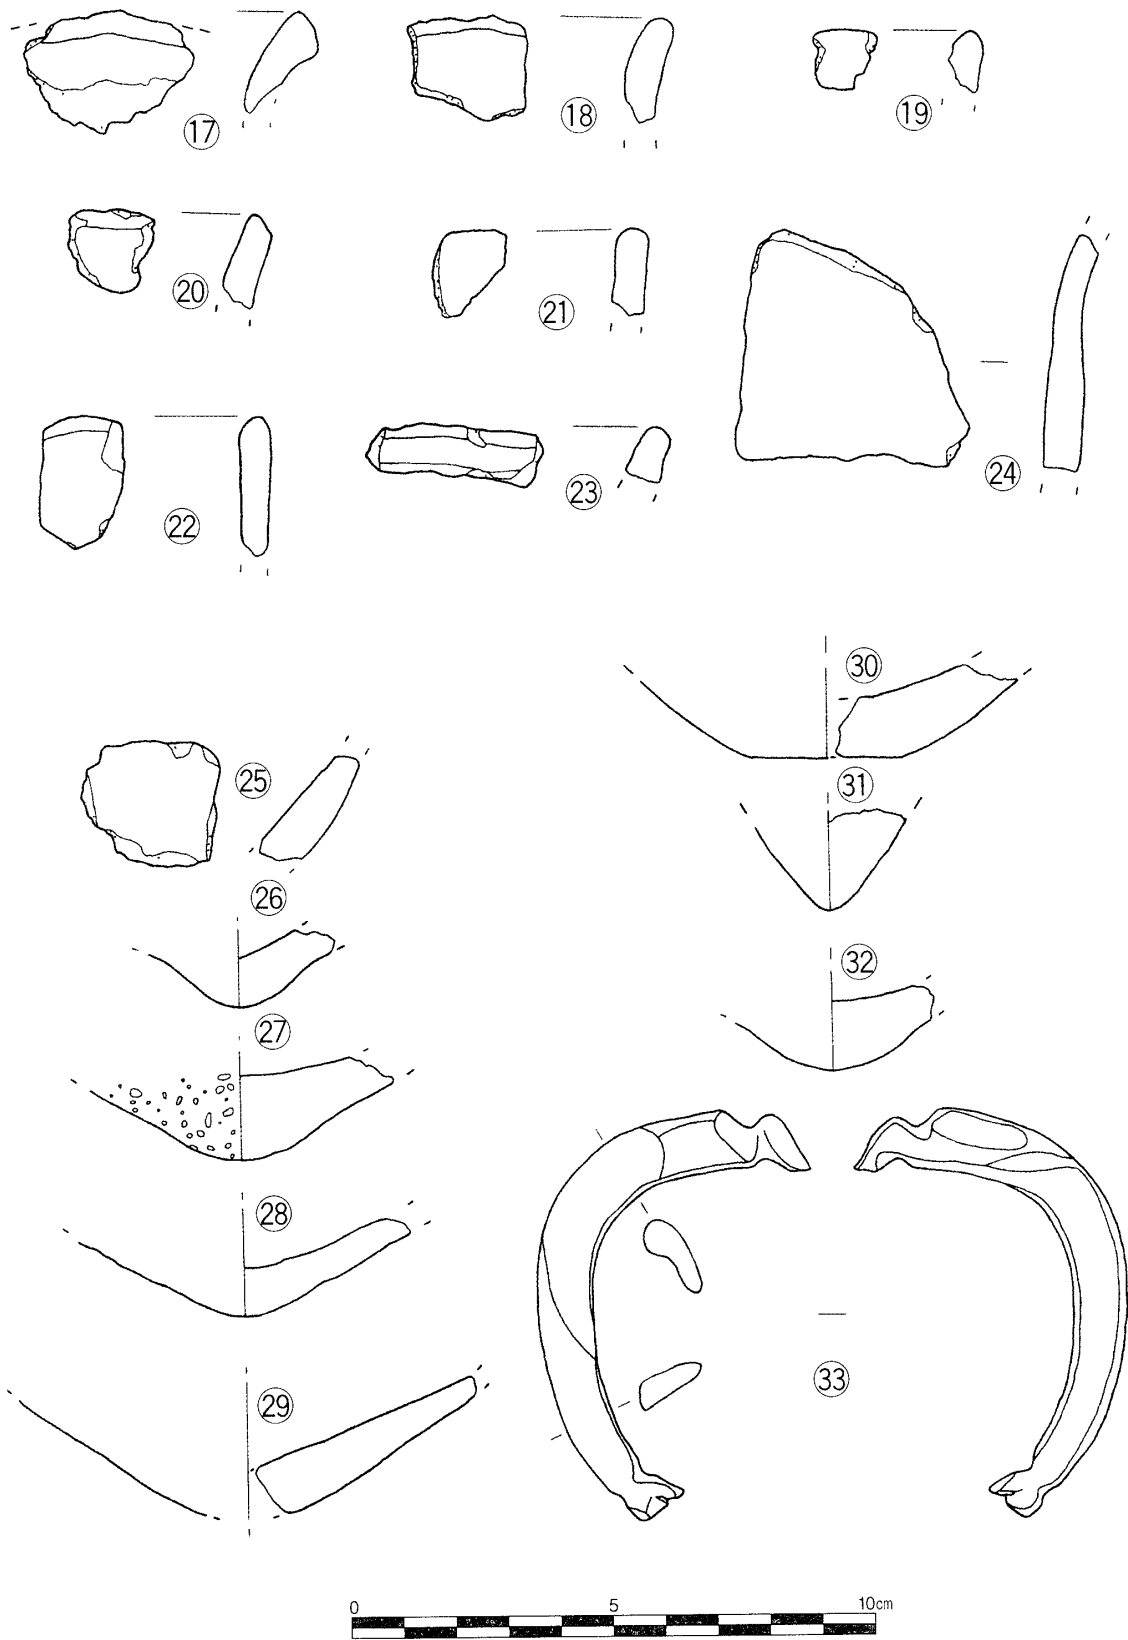 ⑰ ⑱ ⑲
⑳ ㉑
㉒ ㉓ ㉔
㉚
㉕ ㉛
㉖
㉜
㉗
㉘
㉙ ㉝
0 5 10cm